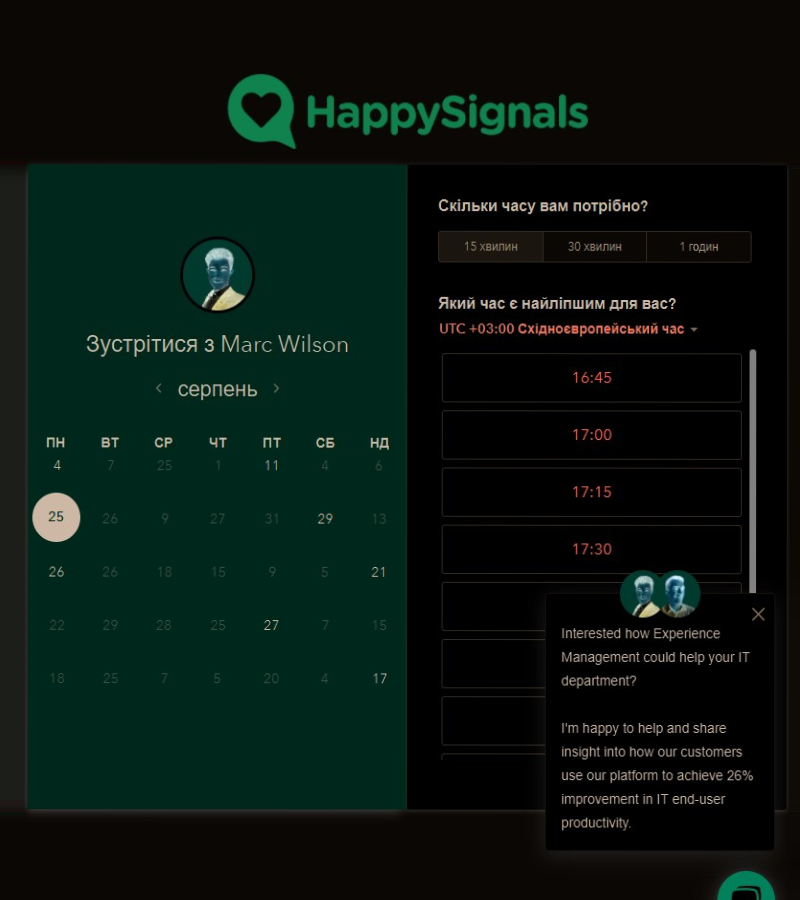 HappySignals
Зустрітися з Marc Wilson
серпень
ПН ВТ СР ЧТ ПТ СБ НД
4 7 25 1 11 4 6
25 26 9 27 31 29 13
26 26 18 15 9 5 21
22 29 28 25 27 7 15
18 25 7 5 20 4 17
Скільки часу вам потрібно?
15 хвилин 30 хвилин 1 годин
Який час є найліпшим для вас?
UTC +03:00 Східноєвропейський час
16:45
17:00
17:15
17:30
Interested how Experience
Management could help your IT
department?
I'm happy to help and share
insight into how our customers
use our platform to achieve 26%
improvement in IT end-user
productivity.